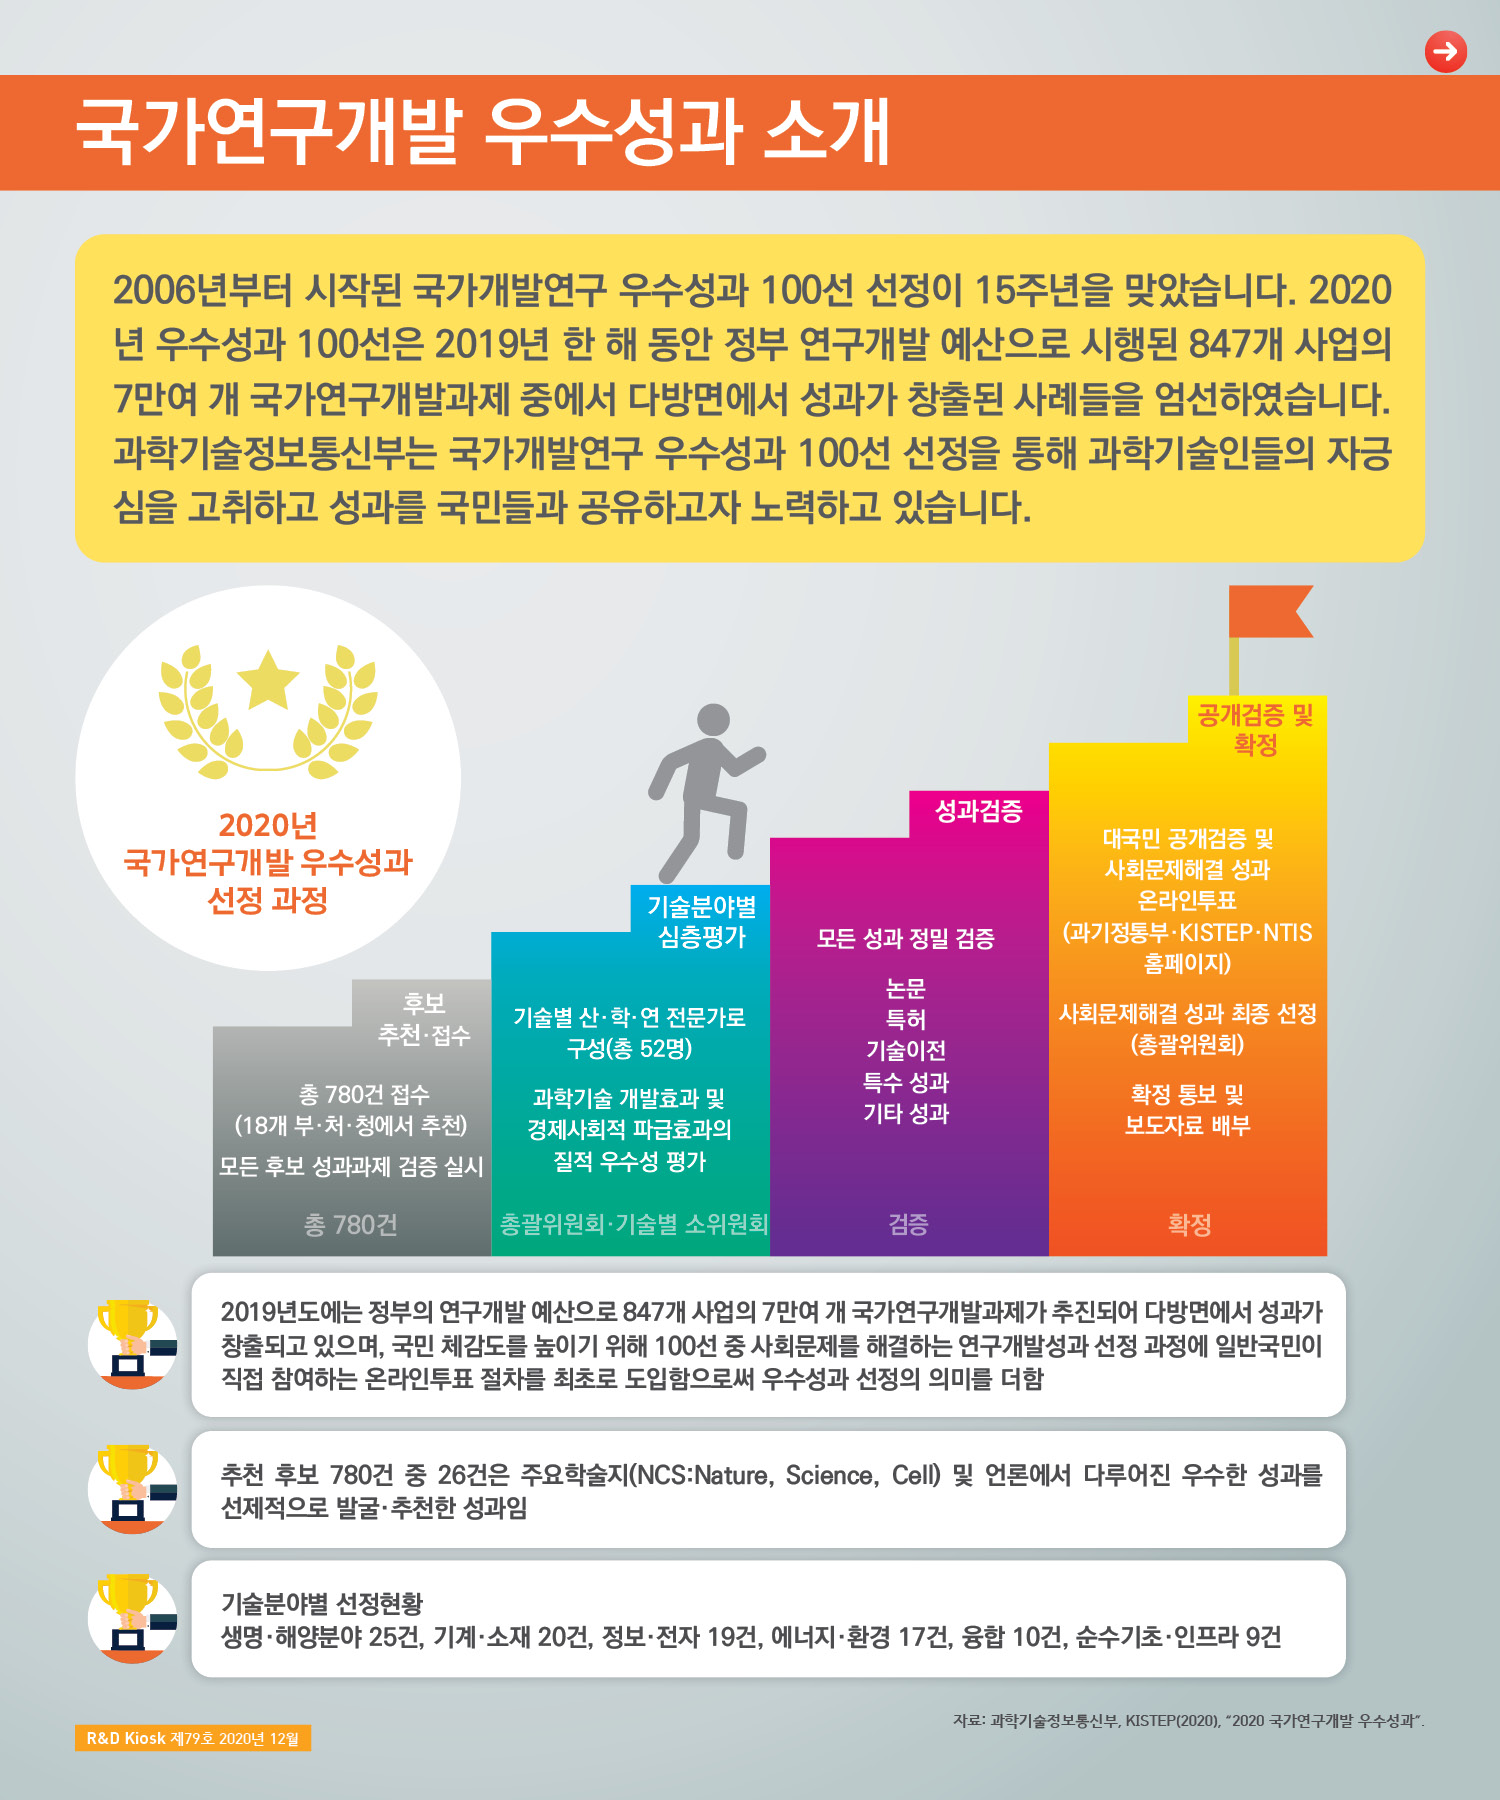 국가연구개발 우수성과 소개
2006년부터 시작된 국가개발연구 우수성과 100선 선정이 15주년을 맞았습니다. 2020
년 우수성과 100선은 2019년 한 해 동안 정부 연구개발 예산으로 시행된 847개 사업의
7만여 개 국가연구개발과제 중에서 다방면에서 성과가 창출된 사례들을 엄선하였습니다.
과학기술정보통신부는 국가개발연구 우수성과 100선 선정을 통해 과학기술인들의 자긍
심을 고취하고 성과를 국민들과 공유하고자 노력하고 있습니다.
2020년
국가연구개발 우수성과
선정 과정
후보
추천·접수
총 780건 접수
(18개 부·처·청에서 추천)
모든 후보 성과과제 검증 실시
총 780건
기술분야별
심층평가
기술별 산·학·연 전문가로
구성(총 52명)
과학기술 개발효과 및
경제사회적 파급효과의
질적 우수성 평가
총괄위원회·기술별 소위원회
성과검증
모든 성과 정밀 검증
논문
특허
기술이전
특수 성과
기타 성과
검증
공개검증 및
확정
대국민 공개검증 및
사회문제해결 성과
온라인투표
(과기정통부·KISTEP·NTIS
홈페이지)
사회문제해결 성과 최종 선정
(총괄위원회)
확정 통보 및
보도자료 배부
확정
2019년도에는 정부의 연구개발 예산으로 847개 사업의 7만여 개 국가연구개발과제가 추진되어 다방면에서 성과가
창출되고 있으며, 국민 체감도를 높이기 위해 100선 중 사회문제를 해결하는 연구개발성과 선정 과정에 일반국민이
직접 참여하는 온라인투표 절차를 최초로 도입함으로써 우수성과 선정의 의미를 더함
추천 후보 780건 중 26건은 주요학술지(NCS:Nature, Science, Cell) 및 언론에서 다루어진 우수한 성과를
선제적으로 발굴·추천한 성과임
기술분야별 선정현황
생명·해양분야 25건, 기계·소재 20건, 정보·전자 19건, 에너지·환경 17건, 융합 10건, 순수기초·인프라 9건
자료: 과학기술정보통신부, KISTEP(2020), “2020 국가연구개발 우수성과”.
R&D Kiosk 제79호 2020년 12월